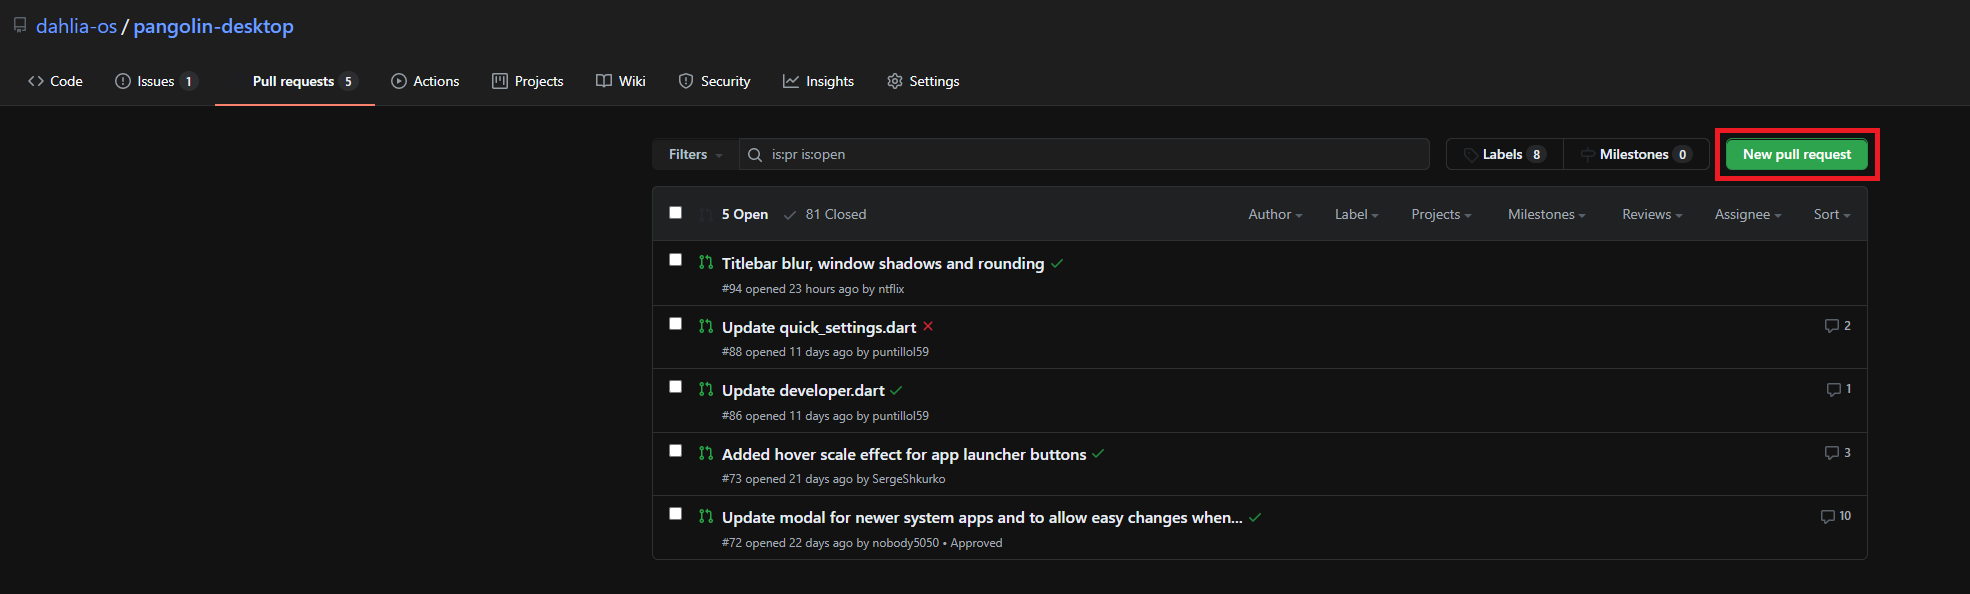 dahlia-os / pangolin-desktop
Code Issues 1 Pull requests 5 Actions Projects Wiki Security Insights Settings
Filters is:pr is:open Labels 8 Milestones 0 New pull request
5 Open 81 Closed Author Label Projects Milestones Reviews Assignee Sort
Titlebar blur, window shadows and rounding
#94 opened 23 hours ago by ntflix
Update quick_settings.dart 2
#88 opened 11 days ago by puntillol59
Update developer.dart 1
#86 opened 11 days ago by puntillol59
Added hover scale effect for app launcher buttons 3
#73 opened 21 days ago by SergeShkurko
Update modal for newer system apps and to allow easy changes when... 10
#72 opened 22 days ago by nobody5050 • Approved